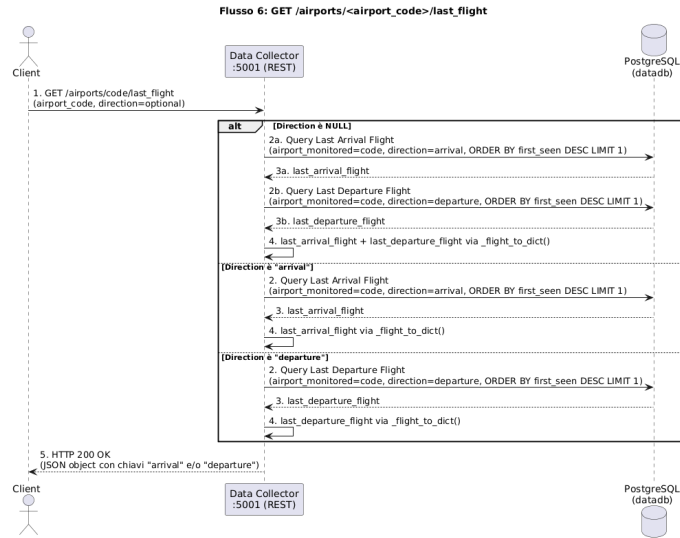 Flusso 6: GET /airports/<airport_code>/last_flight
Client
Data Collector
:5001 (REST)
PostgreSQL
(datadb)
1. GET /airports/code/last_flight
(airport_code, direction=optional)
alt
[Direction è NULL]
2a. Query Last Arrival Flight
(airport_monitored=code, direction=arrival, ORDER BY first_seen DESC LIMIT 1)
3a. last_arrival_flight
2b. Query Last Departure Flight
(airport_monitored=code, direction=departure, ORDER BY first_seen DESC LIMIT 1)
3b. last_departure_flight
4. last_arrival_flight + last_departure_flight via _flight_to_dict()
[Direction è "arrival"]
2. Query Last Arrival Flight
(airport_monitored=code, direction=arrival, ORDER BY first_seen DESC LIMIT 1)
3. last_arrival_flight
4. last_arrival_flight via _flight_to_dict()
[Direction è "departure"]
2. Query Last Departure Flight
(airport_monitored=code, direction=departure, ORDER BY first_seen DESC LIMIT 1)
3. last_departure_flight
4. last_departure_flight via _flight_to_dict()
5. HTTP 200 OK
(JSON object con chiavi "arrival" e/o "departure")
Client
Data Collector
:5001 (REST)
PostgreSQL
(datadb)